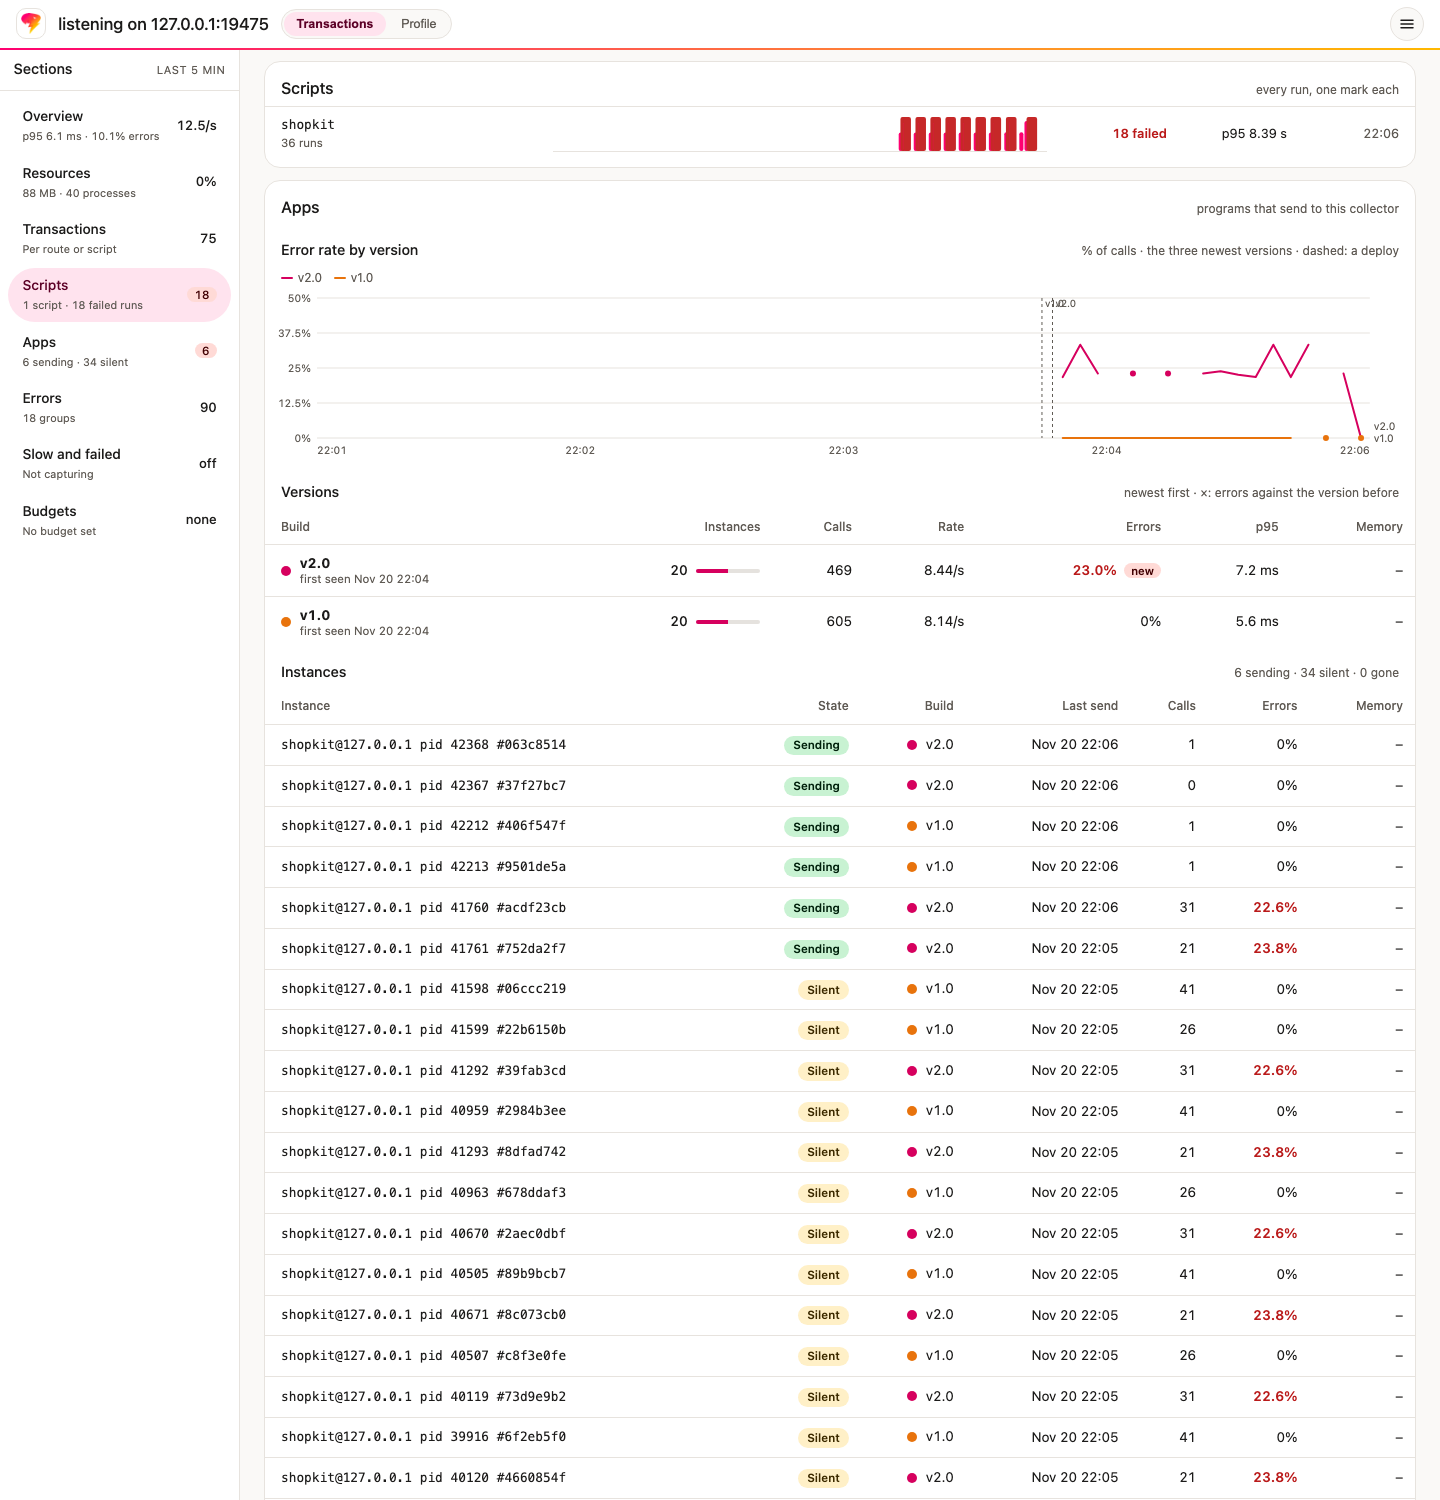 listening on 127.0.0.1:19475
Transactions
Profile
Sections
LAST 5 MIN
Overview
p95 6.1 ms · 10.1% errors
12.5/s
Resources
88 MB · 40 processes
0%
Transactions
Per route or script
75
Scripts
1 script · 18 failed runs
18
Apps
6 sending · 34 silent
6
Errors
18 groups
90
Slow and failed
Not capturing
off
Budgets
No budget set
none
Scripts
every run, one mark each
shopkit
36 runs
18 failed
p95 8.39 s
22:06
Apps
programs that send to this collector
Error rate by version
% of calls · the three newest versions · dashed: a deploy
v2.0
v1.0
50%
37.5%
25%
12.5%
0%
v2.0
v2.0
v1.0
22:01
22:02
22:03
22:04
22:06
Versions
newest first · ×: errors against the version before
Build Instances Calls Rate Errors p95 Memory
v2.0
first seen Nov 20 22:04
20 469 8.44/s 23.0% new 7.2 ms –
v1.0
first seen Nov 20 22:04
20 605 8.14/s 0% 5.6 ms –
Instances
6 sending · 34 silent · 0 gone
Instance State Build Last send Calls Errors Memory
shopkit@127.0.0.1 pid 42368 #063c8514 Sending v2.0 Nov 20 22:06 1 0% –
shopkit@127.0.0.1 pid 42367 #37f27bc7 Sending v2.0 Nov 20 22:06 0 0% –
shopkit@127.0.0.1 pid 42212 #406f547f Sending v1.0 Nov 20 22:06 1 0% –
shopkit@127.0.0.1 pid 42213 #9501de5a Sending v1.0 Nov 20 22:06 1 0% –
shopkit@127.0.0.1 pid 41760 #acdf23cb Sending v2.0 Nov 20 22:06 31 22.6% –
shopkit@127.0.0.1 pid 41761 #752da2f7 Sending v2.0 Nov 20 22:05 21 23.8% –
shopkit@127.0.0.1 pid 41598 #06ccc219 Silent v1.0 Nov 20 22:05 41 0% –
shopkit@127.0.0.1 pid 41599 #22b6150b Silent v1.0 Nov 20 22:05 26 0% –
shopkit@127.0.0.1 pid 41292 #39fab3cd Silent v2.0 Nov 20 22:05 31 22.6% –
shopkit@127.0.0.1 pid 40959 #2984b3ee Silent v1.0 Nov 20 22:05 41 0% –
shopkit@127.0.0.1 pid 41293 #8dfad742 Silent v2.0 Nov 20 22:05 21 23.8% –
shopkit@127.0.0.1 pid 40963 #678ddaf3 Silent v1.0 Nov 20 22:05 26 0% –
shopkit@127.0.0.1 pid 40670 #2aec0dbf Silent v2.0 Nov 20 22:05 31 22.6% –
shopkit@127.0.0.1 pid 40505 #89b9bcb7 Silent v1.0 Nov 20 22:05 41 0% –
shopkit@127.0.0.1 pid 40671 #8c073cb0 Silent v2.0 Nov 20 22:05 21 23.8% –
shopkit@127.0.0.1 pid 40507 #c8f3e0fe Silent v1.0 Nov 20 22:05 26 0% –
shopkit@127.0.0.1 pid 40119 #73d9e9b2 Silent v2.0 Nov 20 22:05 31 22.6% –
shopkit@127.0.0.1 pid 39916 #6f2eb5f0 Silent v1.0 Nov 20 22:05 41 0% –
shopkit@127.0.0.1 pid 40120 #4660854f Silent v2.0 Nov 20 22:05 21 23.8% –